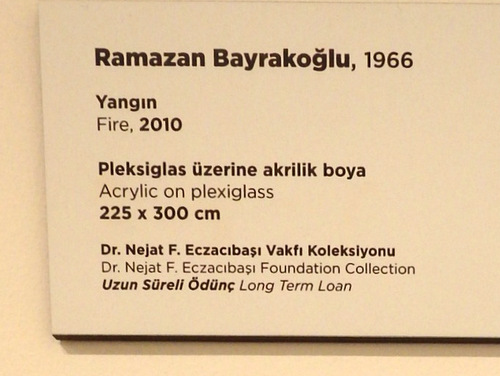 Ramazan Bayrakoğlu, 1966
Yangın
Fire, 2010
Pleksiglas üzerine akrilik boya
Acrylic on plexiglass
225 x 300 cm
Dr. Nejat F. Eczacıbaşı Vakfı Koleksiyonu
Dr. Nejat F. Eczacıbaşı Foundation Collection
Uzun Süreli Ödünç Long Term Loan